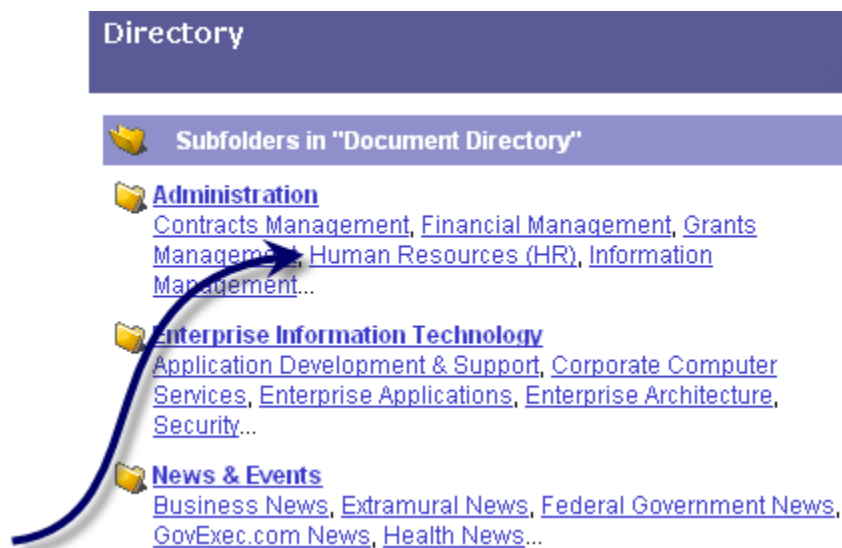 Directory
Subfolders in "Document Directory"
Administration
Contracts Management, Financial Management, Grants
Management, Human Resources (HR), Information
Management...
Enterprise Information Technology
Application Development & Support, Corporate Computer
Services, Enterprise Applications, Enterprise Architecture,
Security...
News & Events
Business News, Extramural News, Federal Government News,
GovExec.com News, Health News...